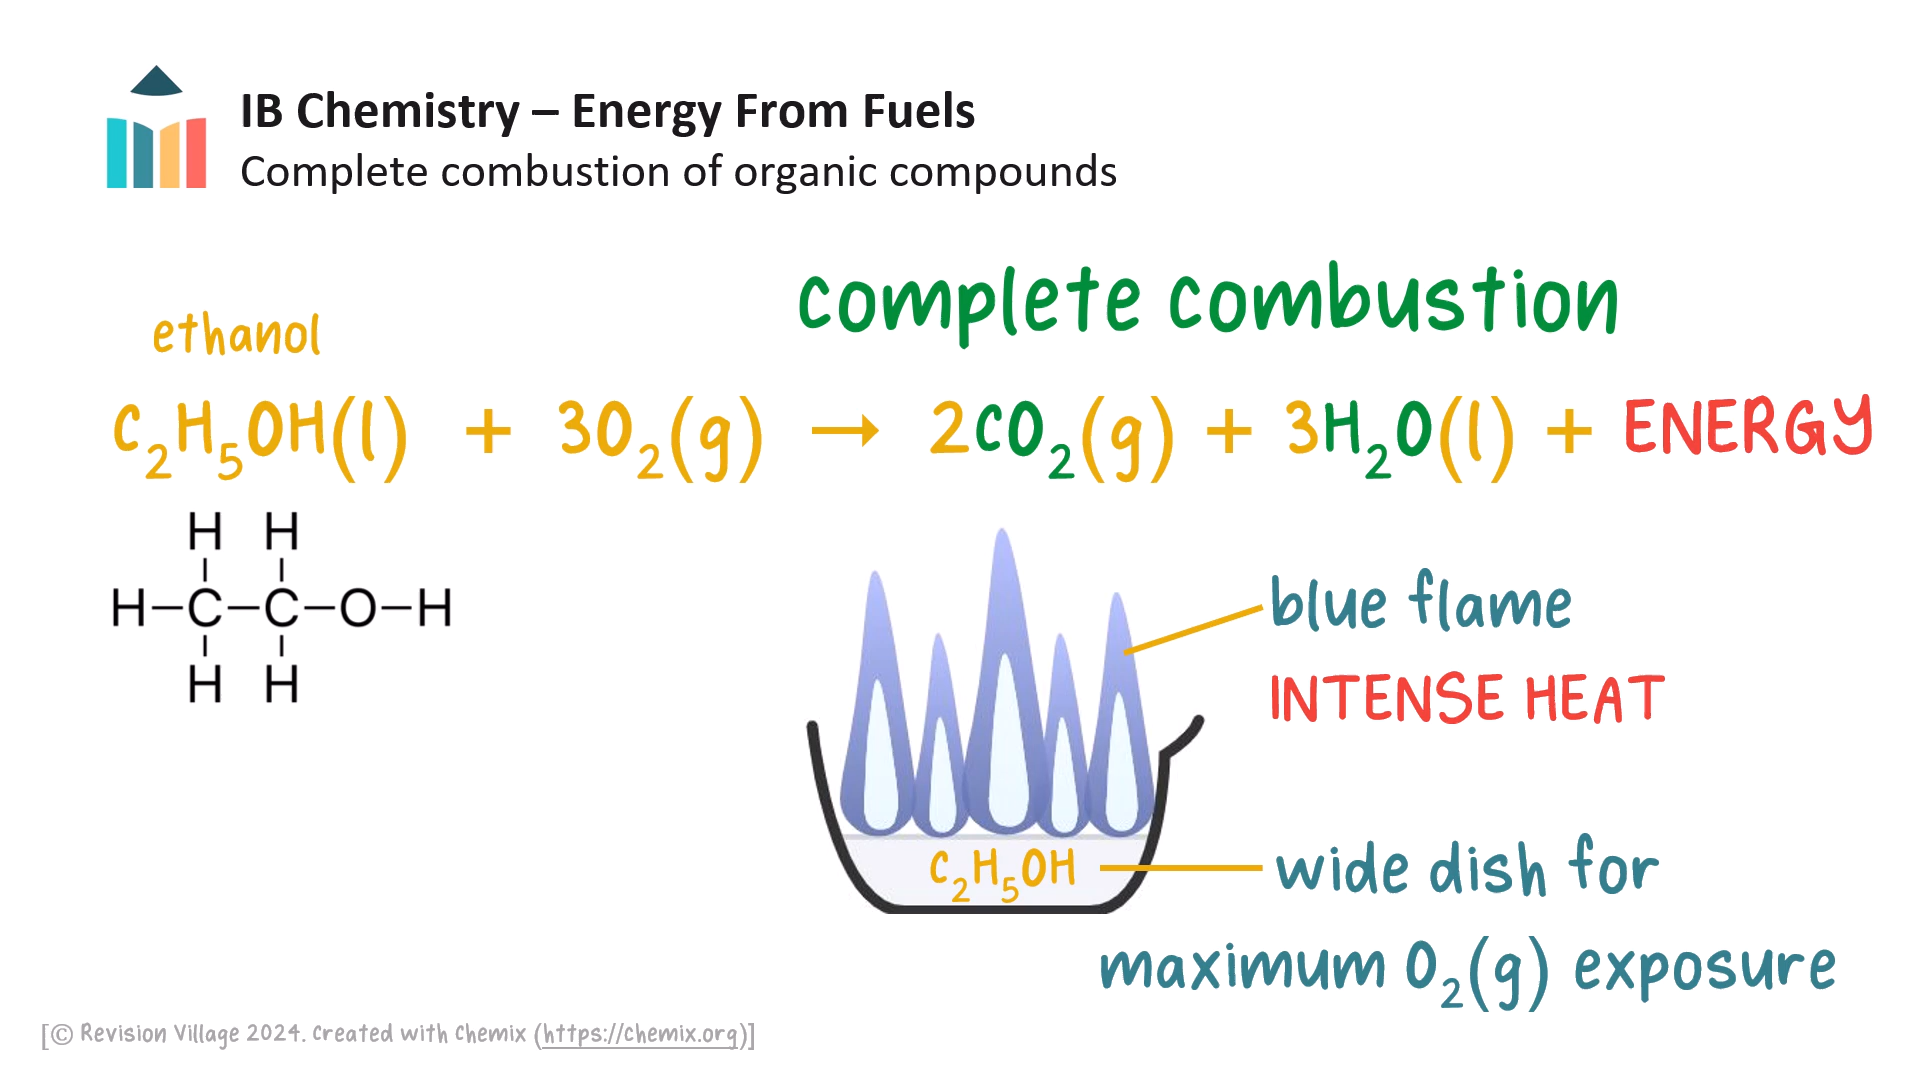 IB Chemistry – Energy From Fuels
Complete combustion of organic compounds
complete combustion
ethanol
C₂H₅OH(l) + 3O₂(g) → 2CO₂(g) + 3H₂O(l) + ENERGY
H H
H–C–C–O–H
H H
blue flame
INTENSE HEAT
C₂H₅OH
wide dish for
maximum O₂(g) exposure
[© Revision Village 2024. Created with Chemix (https://chemix.org)]